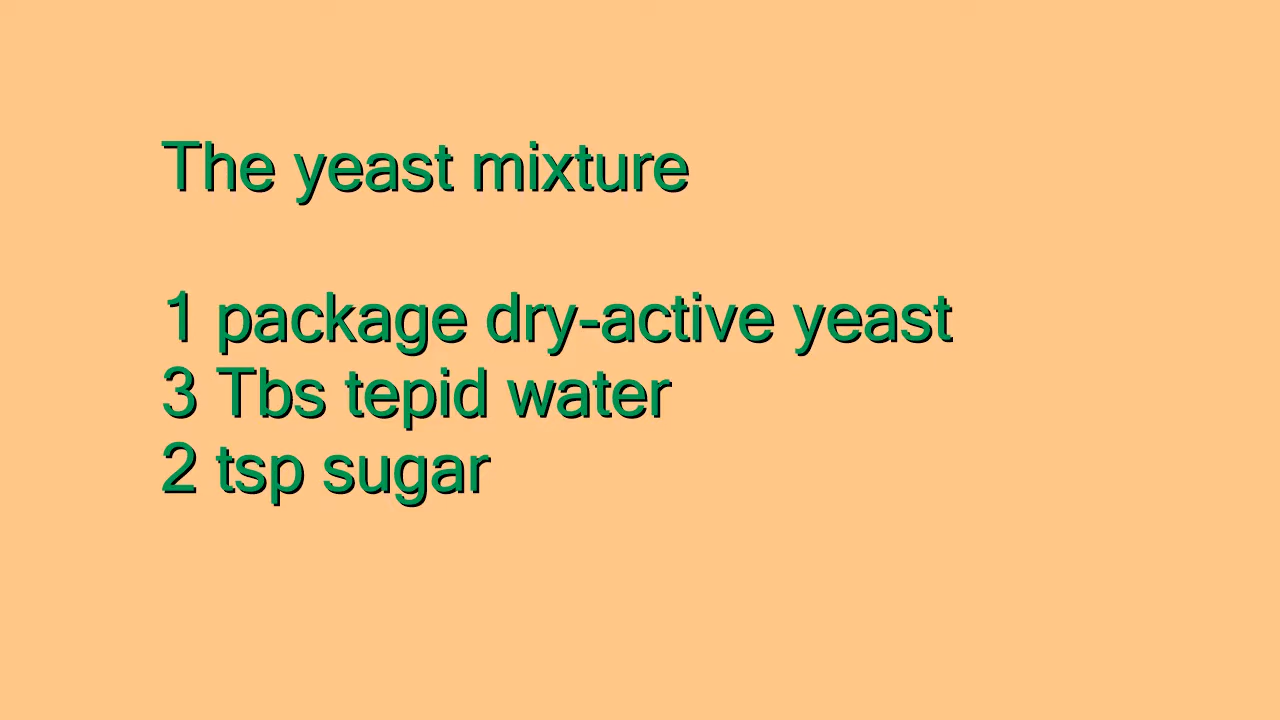 The yeast mixture
1 package dry-active yeast
3 Tbs tepid water
2 tsp sugar